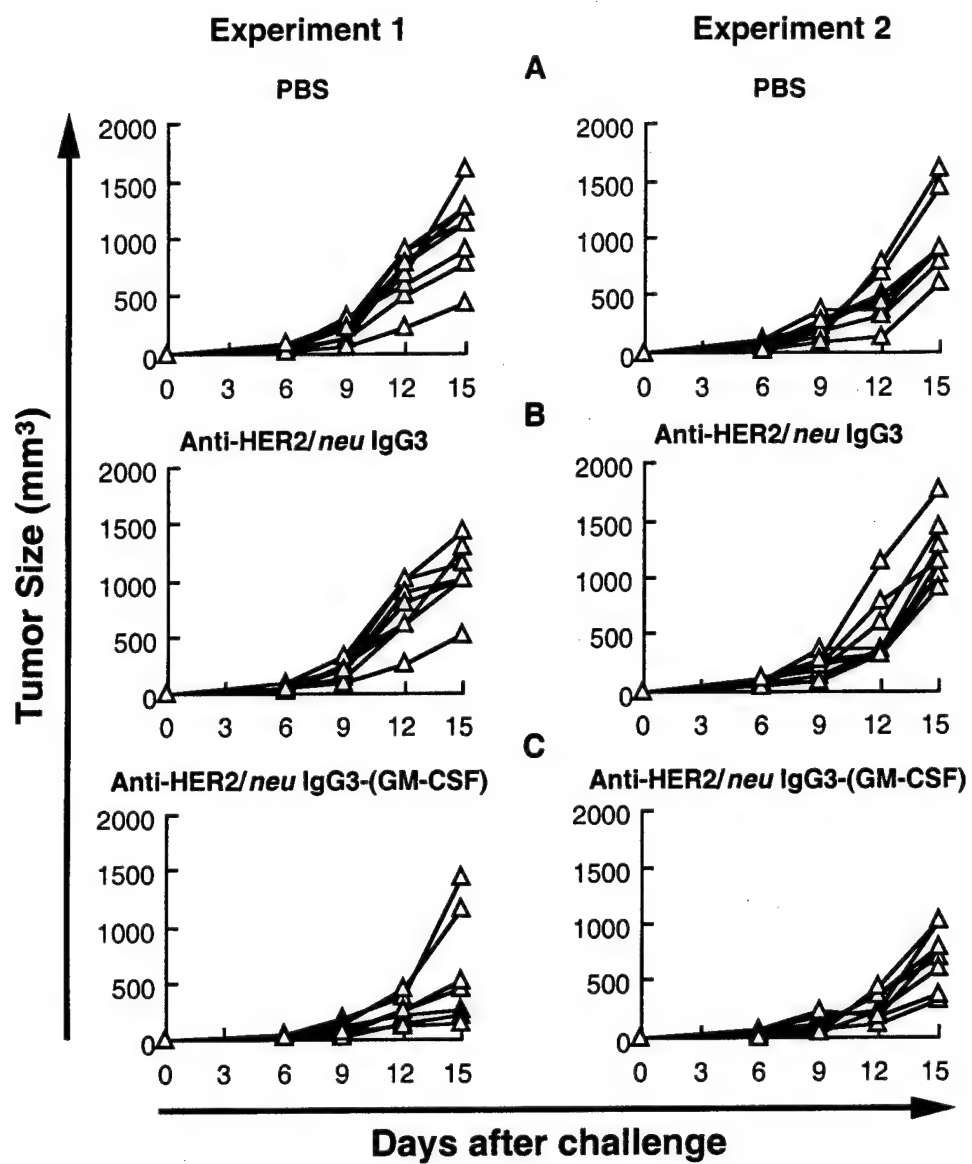 Experiment 1
Experiment 2
A
PBS
PBS
2000
1500
1000
500
0
0 3 6 9 12 15
2000
1500
1000
500
0
0 3 6 9 12 15
B
Anti-HER2/neu IgG3
Anti-HER2/neu IgG3
2000
1500
1000
500
0
0 3 6 9 12 15
2000
1500
1000
500
0
0 3 6 9 12 15
C
Anti-HER2/neu IgG3-(GM-CSF)
Anti-HER2/neu IgG3-(GM-CSF)
2000
1500
1000
500
0
0 3 6 9 12 15
2000
1500
1000
500
0
0 3 6 9 12 15
Tumor Size (mm³)
Days after challenge